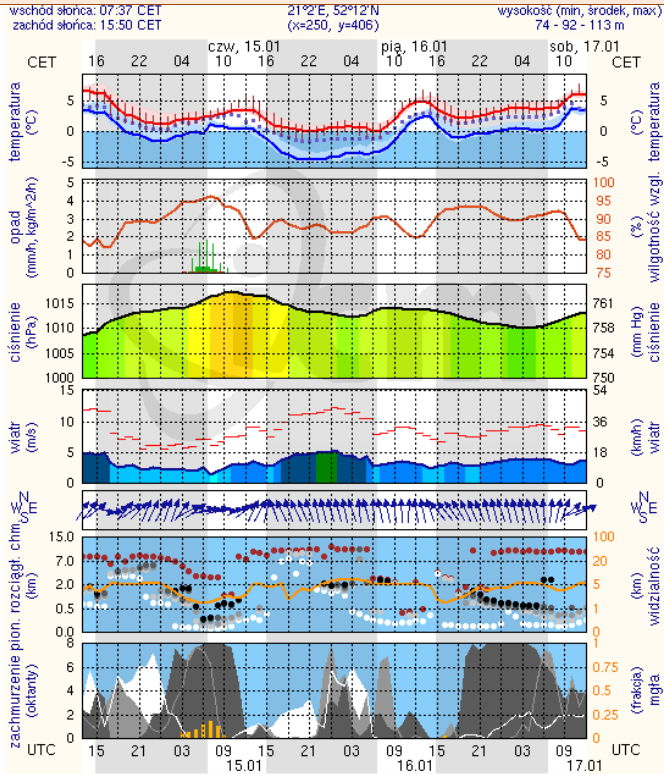 wschód słońca: 07:37 CET 21°2'E, 52°12'N wysokość (min, środek, max)
zachód słońca: 15:50 CET (x=250, y=406) 74 - 92 - 113 m
czw, 15.01 pią, 16.01 sob, 17.01
CET 16 22 04 10 16 22 04 10 16 22 04 10 CET
temperatura (°C) 5 0 -5 5 0 -5 temperatura (°C)
opad (mm/h, kg/m^2/h) 5 4 3 2 1 0 100 95 90 85 80 75 (%) wilgotność wzgl.
ciśnienie (hPa) 1015 1010 1005 1000 761 758 754 750 (mm Hg) ciśnienie
wiatr (m/s) 15 10 5 0 54 36 18 0 (km/h) wiatr
N W E S N W E S
zachmurzenie pion. rozciągł. chm.
(km) 15.0 7.0 2.0 0.5 0.0 100 20 5 1 0 (km) widzialność
(oktanty) 8 6 4 2 0 1 0.75 0.5 0.25 0 (frakcja) mgła
UTC 15 21 03 09 15 21 03 09 15 21 03 09 UTC
15.01 16.01 17.01